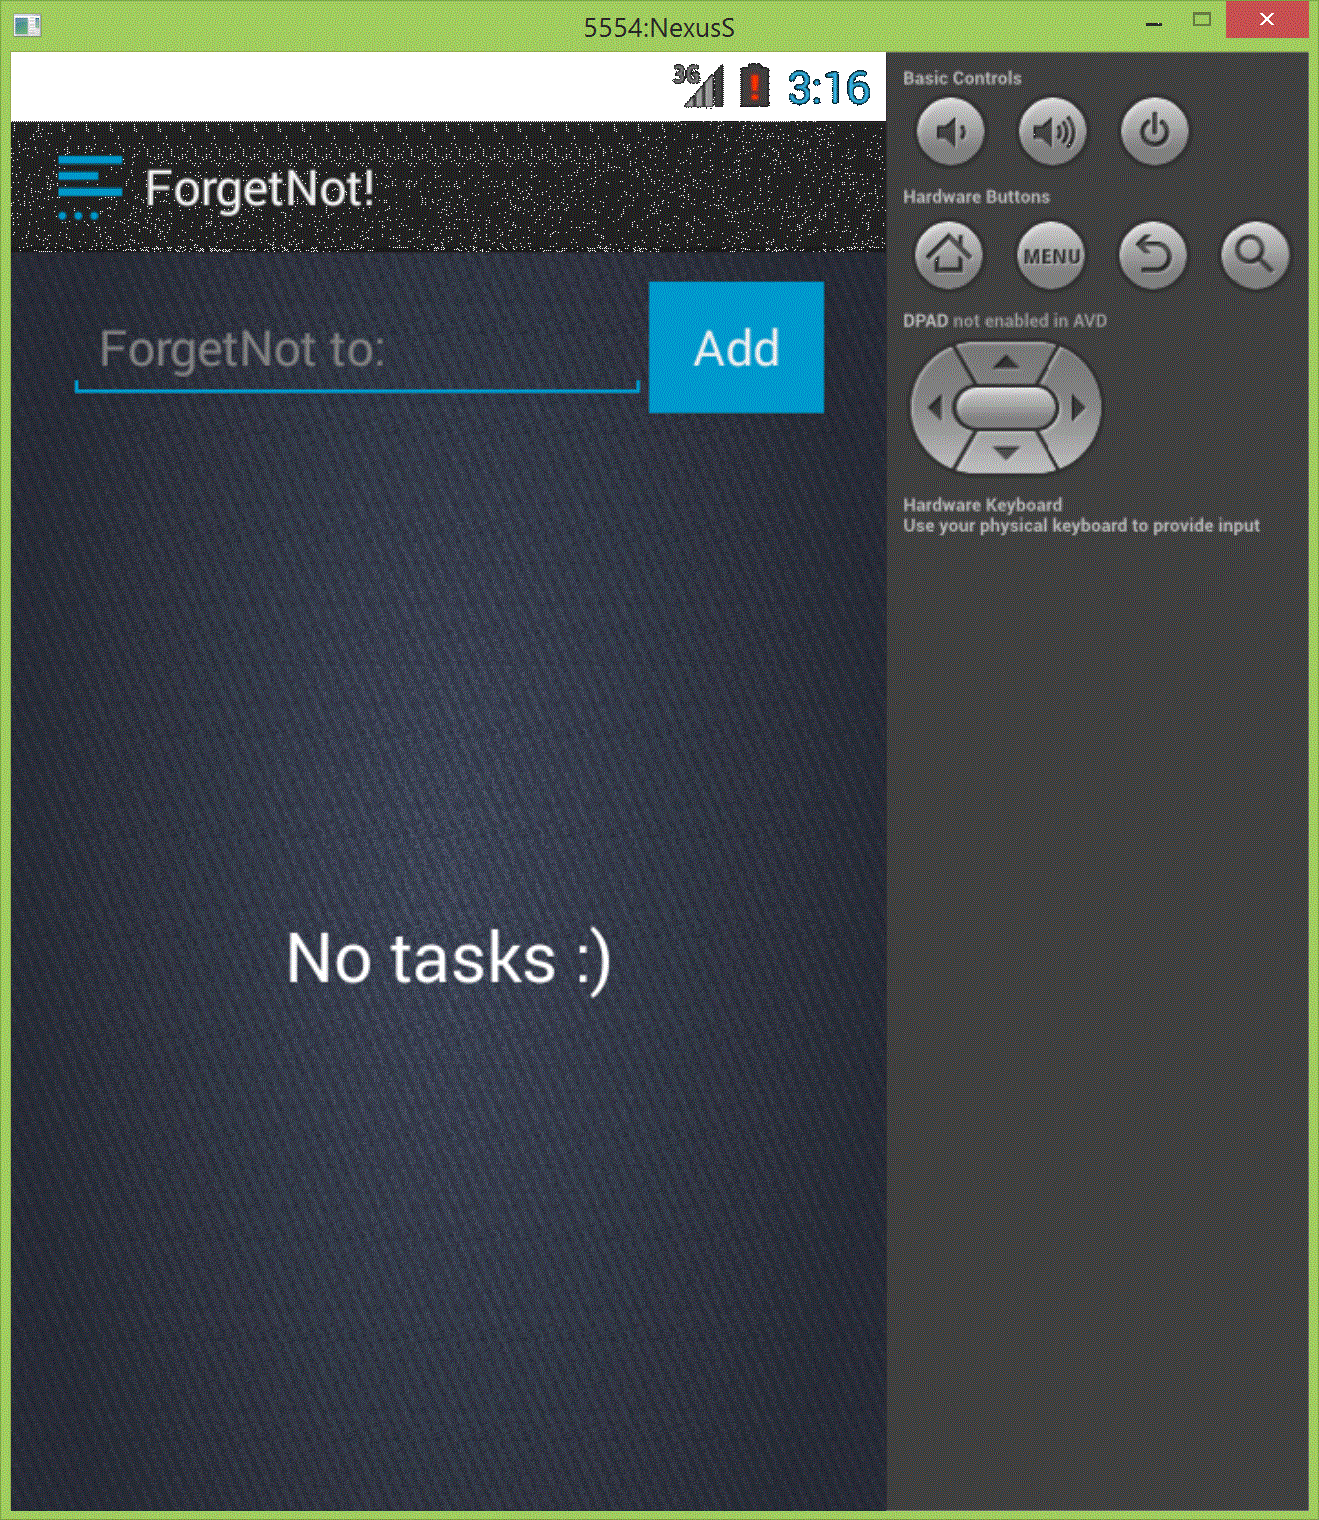 5554:NexusS
3G 3:16
ForgetNot!
ForgetNot to:
Add
No tasks :)
Basic Controls
Hardware Buttons
MENU
DPAD not enabled in AVD
Hardware Keyboard
Use your physical keyboard to provide input